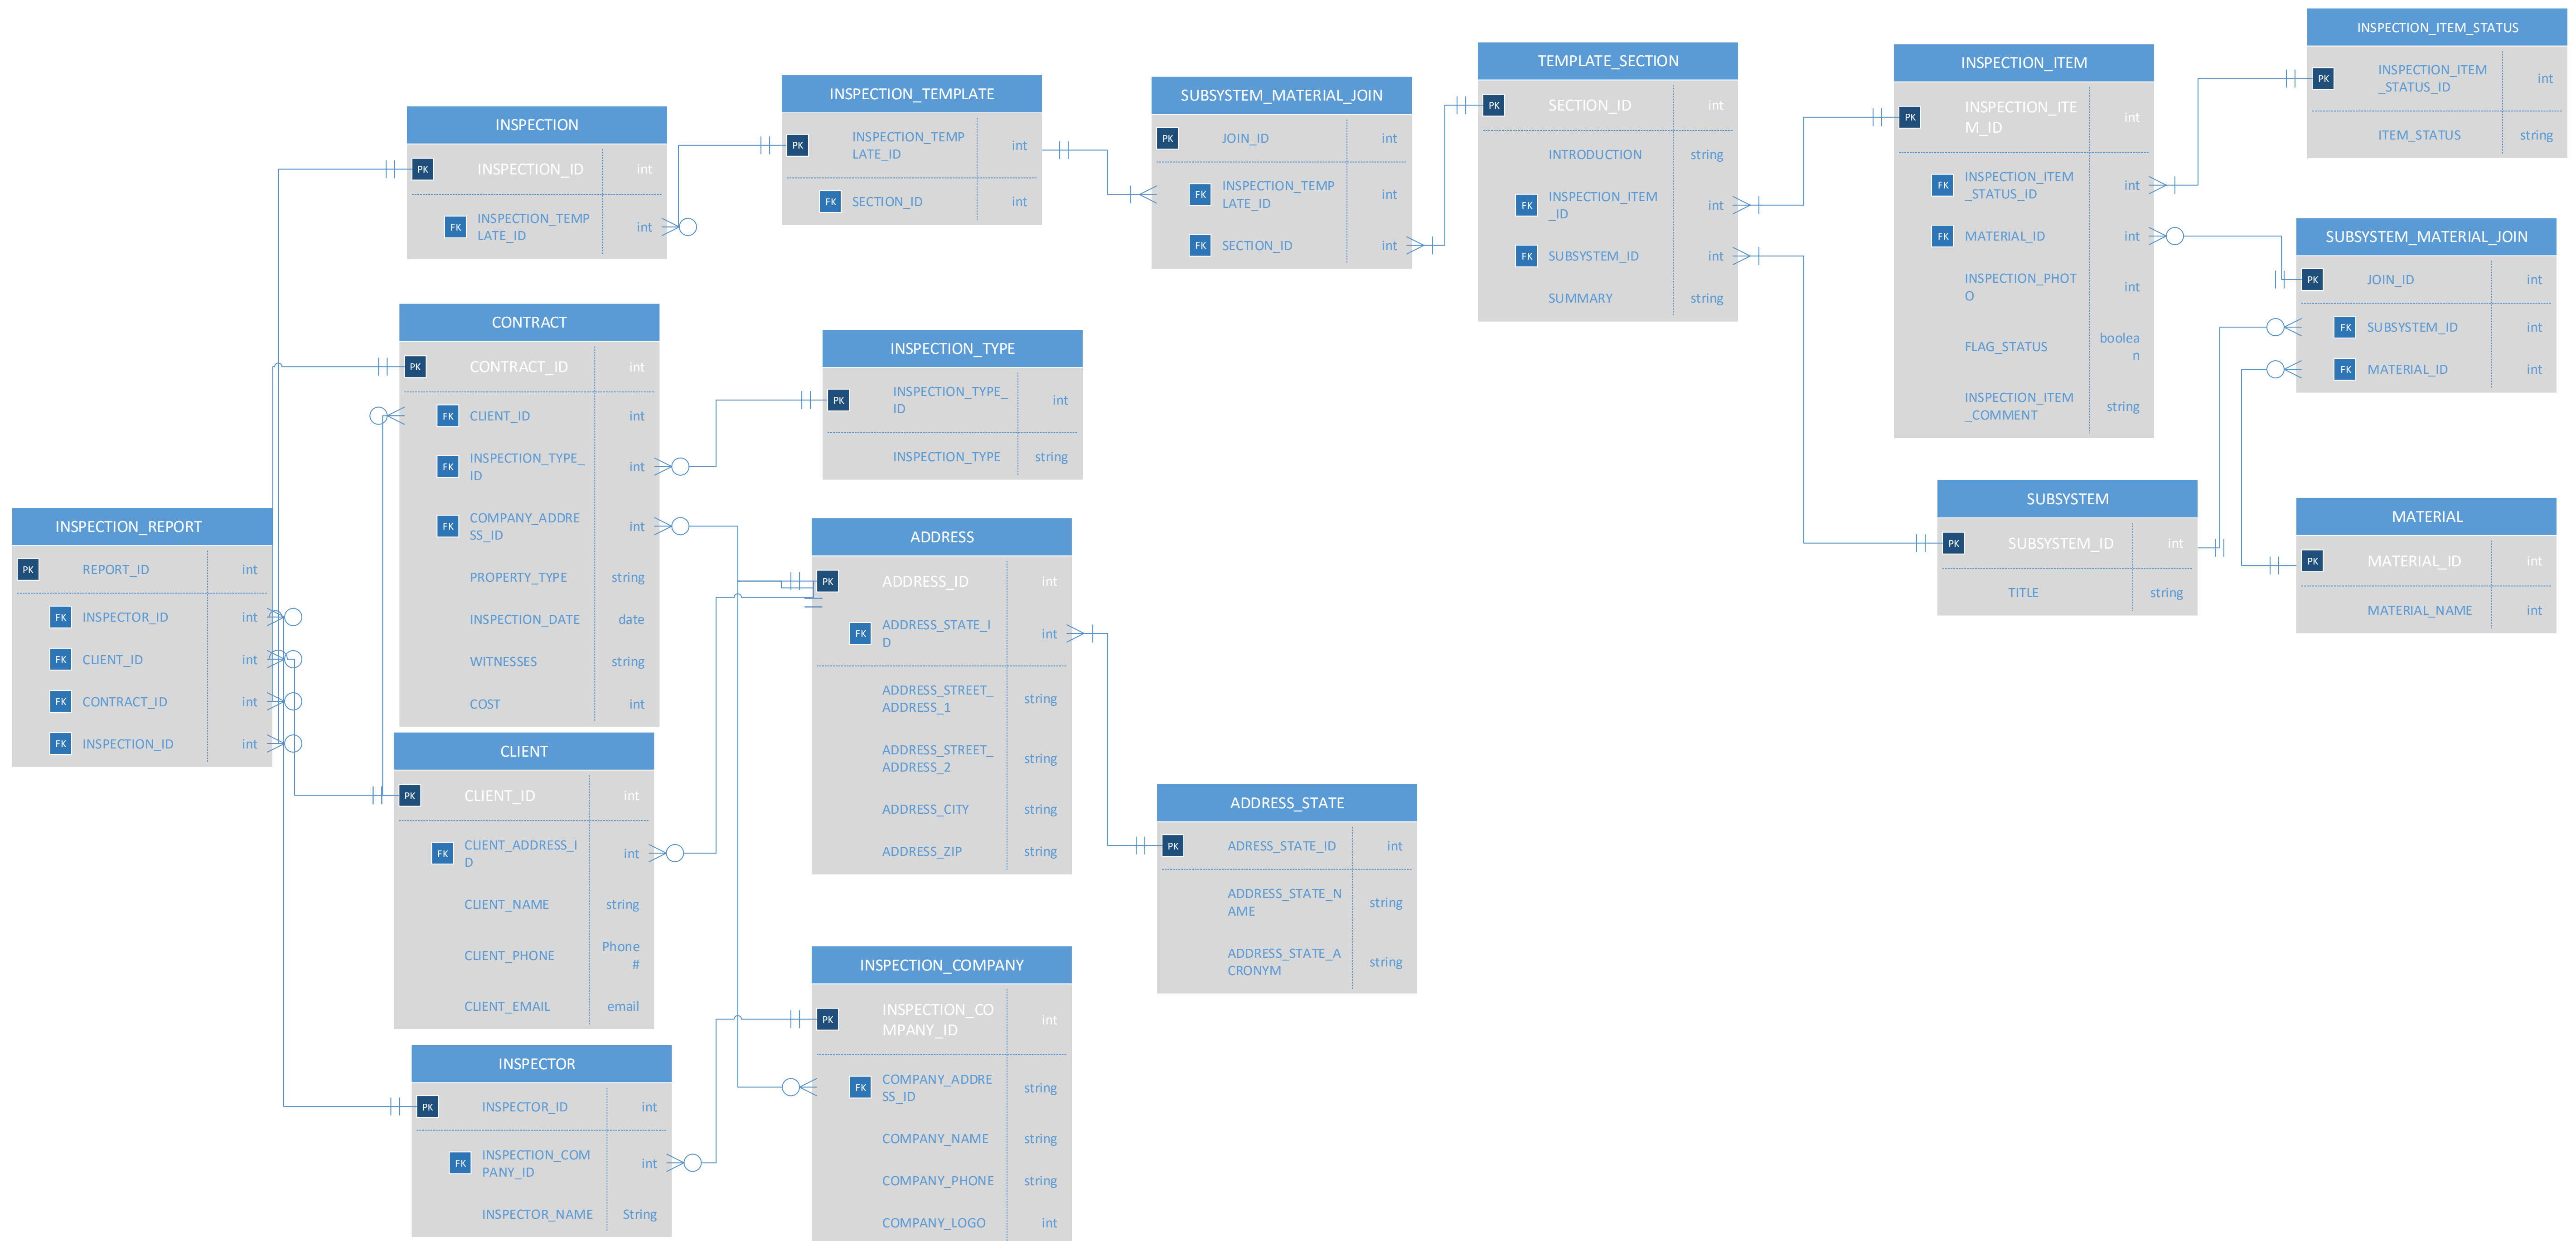 INSPECTION_ITEM_STATUS
PK INSPECTION_ITEM
_STATUS_ID int
ITEM_STATUS string
INSPECTION_ITEM
PK INSPECTION_ITE
M_ID int
FK INSPECTION_ITEM
_STATUS_ID int
FK MATERIAL_ID int
INSPECTION_PHOT
O int
FLAG_STATUS boolea
n
INSPECTION_ITEM
_COMMENT string
TEMPLATE_SECTION
PK SECTION_ID int
INTRODUCTION string
FK INSPECTION_ITEM
_ID int
FK SUBSYSTEM_ID int
SUMMARY string
SUBSYSTEM_MATERIAL_JOIN
PK JOIN_ID int
FK INSPECTION_TEMP
LATE_ID int
FK SECTION_ID int
INSPECTION_TEMPLATE
PK INSPECTION_TEMP
LATE_ID int
FK SECTION_ID int
INSPECTION
PK INSPECTION_ID int
FK INSPECTION_TEMP
LATE_ID int
SUBSYSTEM_MATERIAL_JOIN
PK JOIN_ID int
FK SUBSYSTEM_ID int
FK MATERIAL_ID int
CONTRACT
PK CONTRACT_ID int
FK CLIENT_ID int
FK INSPECTION_TYPE_
ID int
FK COMPANY_ADDRE
SS_ID int
PROPERTY_TYPE string
INSPECTION_DATE date
WITNESSES string
COST int
INSPECTION_TYPE
PK INSPECTION_TYPE_
ID int
INSPECTION_TYPE string
SUBSYSTEM
PK SUBSYSTEM_ID int
TITLE string
MATERIAL
PK MATERIAL_ID int
MATERIAL_NAME int
INSPECTION_REPORT
PK REPORT_ID int
FK INSPECTOR_ID int
FK CLIENT_ID int
FK CONTRACT_ID int
FK INSPECTION_ID int
ADDRESS
PK ADDRESS_ID int
FK ADDRESS_STATE_I
D int
ADDRESS_STREET_
ADDRESS_1 string
ADDRESS_STREET_
ADDRESS_2 string
ADDRESS_CITY string
ADDRESS_ZIP string
CLIENT
PK CLIENT_ID int
FK CLIENT_ADDRESS_I
D int
CLIENT_NAME string
CLIENT_PHONE Phone
#
CLIENT_EMAIL email
ADDRESS_STATE
PK ADRESS_STATE_ID int
ADDRESS_STATE_N
AME string
ADDRESS_STATE_A
CRONYM string
INSPECTION_COMPANY
PK INSPECTION_CO
MPANY_ID int
FK COMPANY_ADDRE
SS_ID string
COMPANY_NAME string
COMPANY_PHONE string
COMPANY_LOGO int
INSPECTOR
PK INSPECTOR_ID int
FK INSPECTION_COM
PANY_ID int
INSPECTOR_NAME String